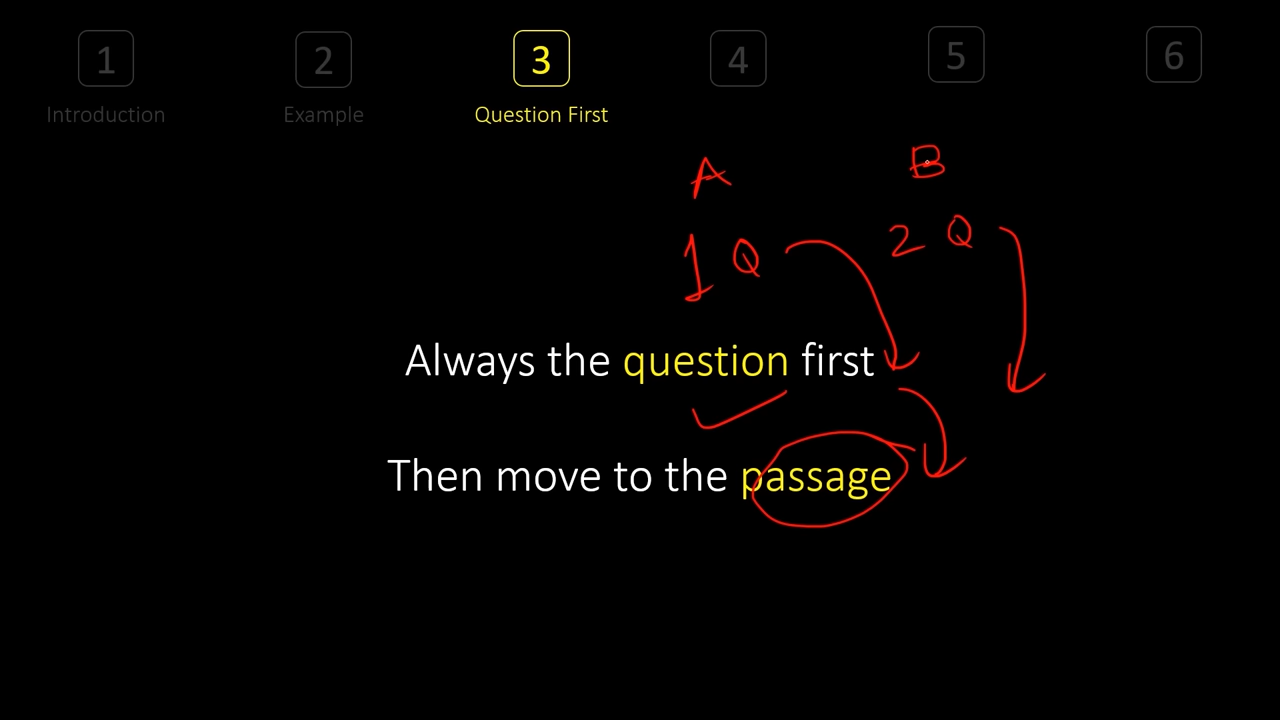 1 2 3 4 5 6
Introduction Example Question First
A B
1 Q 2 Q
Always the question first
Then move to the passage